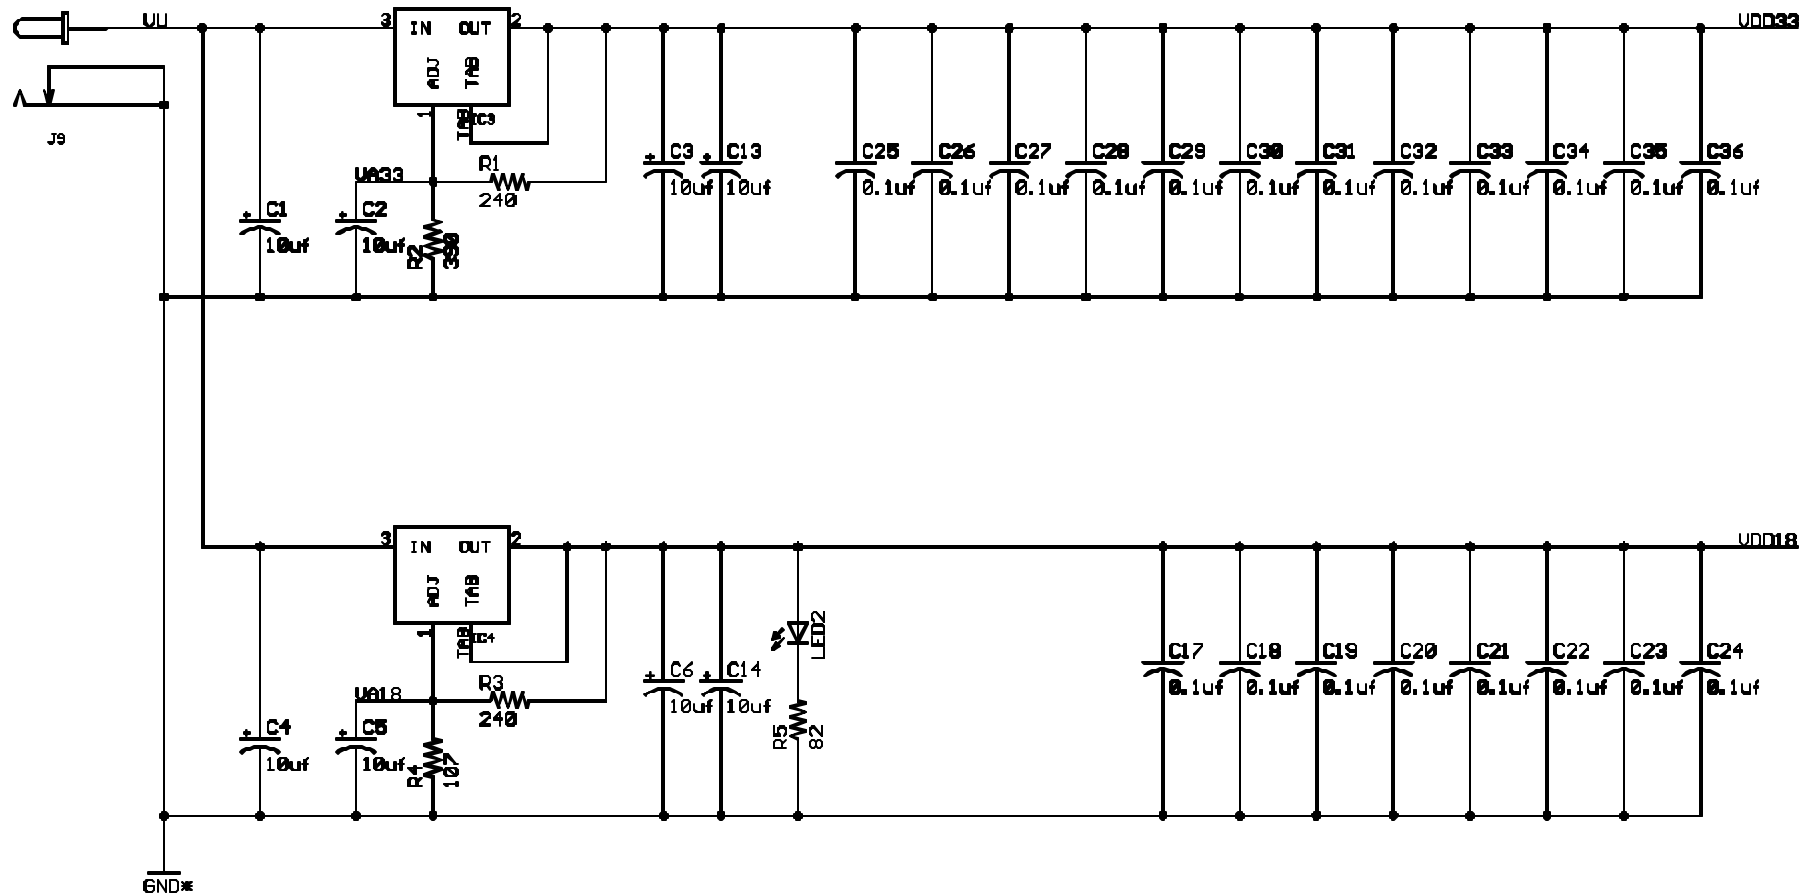 VU
3
IN OUT
2
ADJ
TAB
1
TAB
IC3
VDD33
J9
VA33
R1
240
C1
10uf
C2
10uf
R2
390
C3
10uf
C13
10uf
C25
0.1uf
C26
0.1uf
C27
0.1uf
C28
0.1uf
C29
0.1uf
C30
0.1uf
C31
0.1uf
C32
0.1uf
C33
0.1uf
C34
0.1uf
C35
0.1uf
C36
0.1uf
3
IN OUT
2
ADJ
TAB
1
TAB
IC4
VDD18
VA18
R3
240
C4
10uf
C5
10uf
R4
107
C6
10uf
C14
10uf
LED2
R5
82
C17
0.1uf
C18
0.1uf
C19
0.1uf
C20
0.1uf
C21
0.1uf
C22
0.1uf
C23
0.1uf
C24
0.1uf
GND*